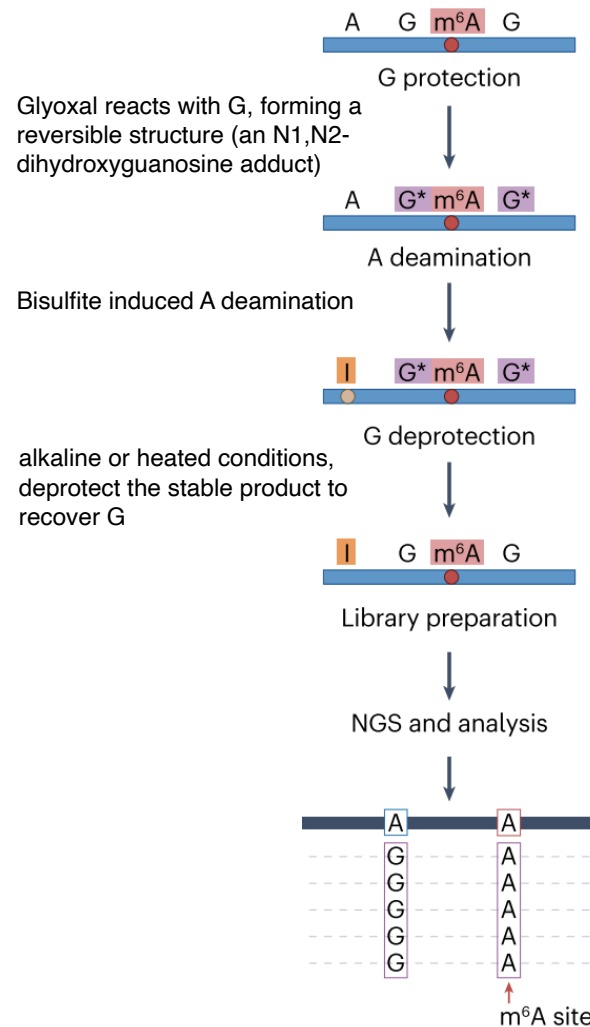 A G m⁶A G
G protection
Glyoxal reacts with G, forming a
reversible structure (an N1,N2-
dihydroxyguanosine adduct)
A G* m⁶A G*
A deamination
Bisulfite induced A deamination
I G* m⁶A G*
G deprotection
alkaline or heated conditions,
deprotect the stable product to
recover G
I G m⁶A G
Library preparation
NGS and analysis
A A
G A
G A
G A
G A
G A
m⁶A site